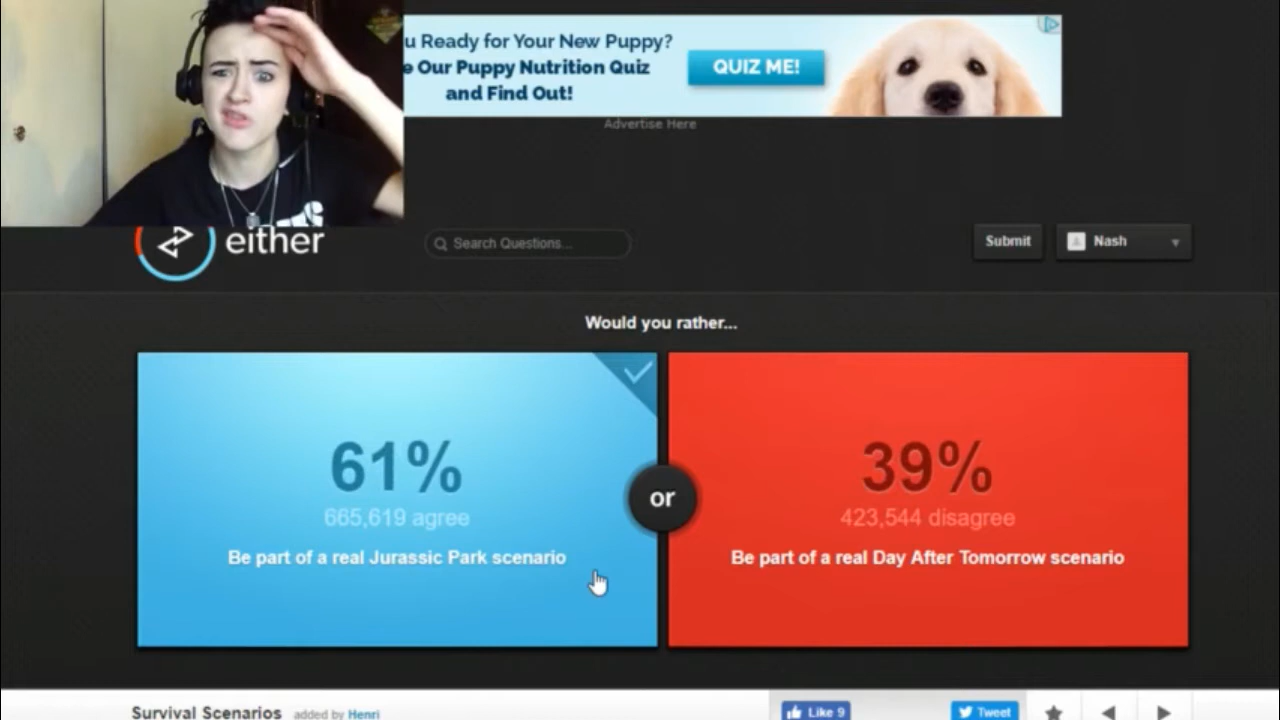 u Ready for Your New Puppy?
e Our Puppy Nutrition Quiz
and Find Out!
QUIZ ME!
Advertise Here
either
Search Questions...
Submit
Nash
Would you rather...
61%
665,619 agree
Be part of a real Jurassic Park scenario
or
39%
423,544 disagree
Be part of a real Day After Tomorrow scenario
Survival Scenarios added by Henri
Like 9
Tweet